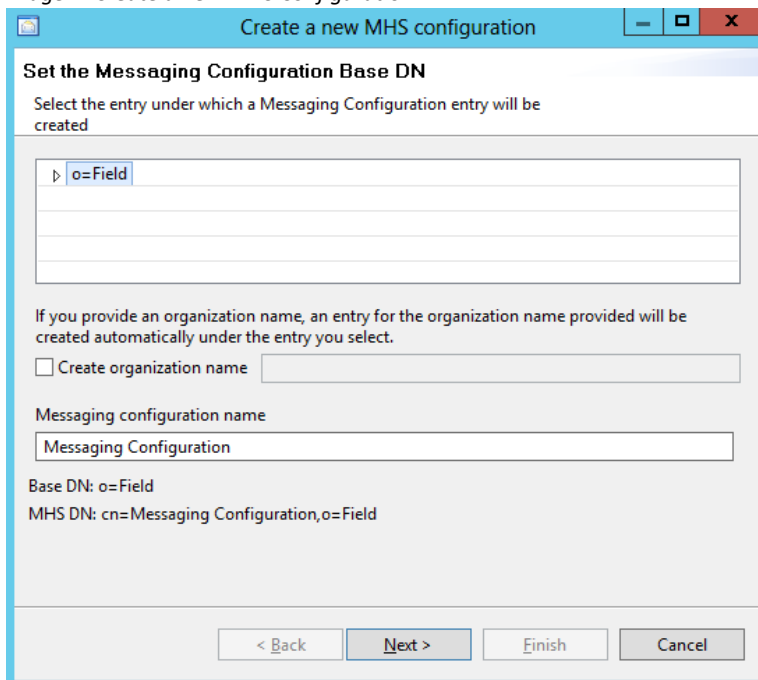 Create a new MHS configuration
Set the Messaging Configuration Base DN
Select the entry under which a Messaging Configuration entry will be
created
o=Field
If you provide an organization name, an entry for the organization name provided will be
created automatically under the entry you select.
Create organization name
Messaging configuration name
Messaging Configuration
Base DN: o=Field
MHS DN: cn=Messaging Configuration,o=Field
< Back Next > Finish Cancel